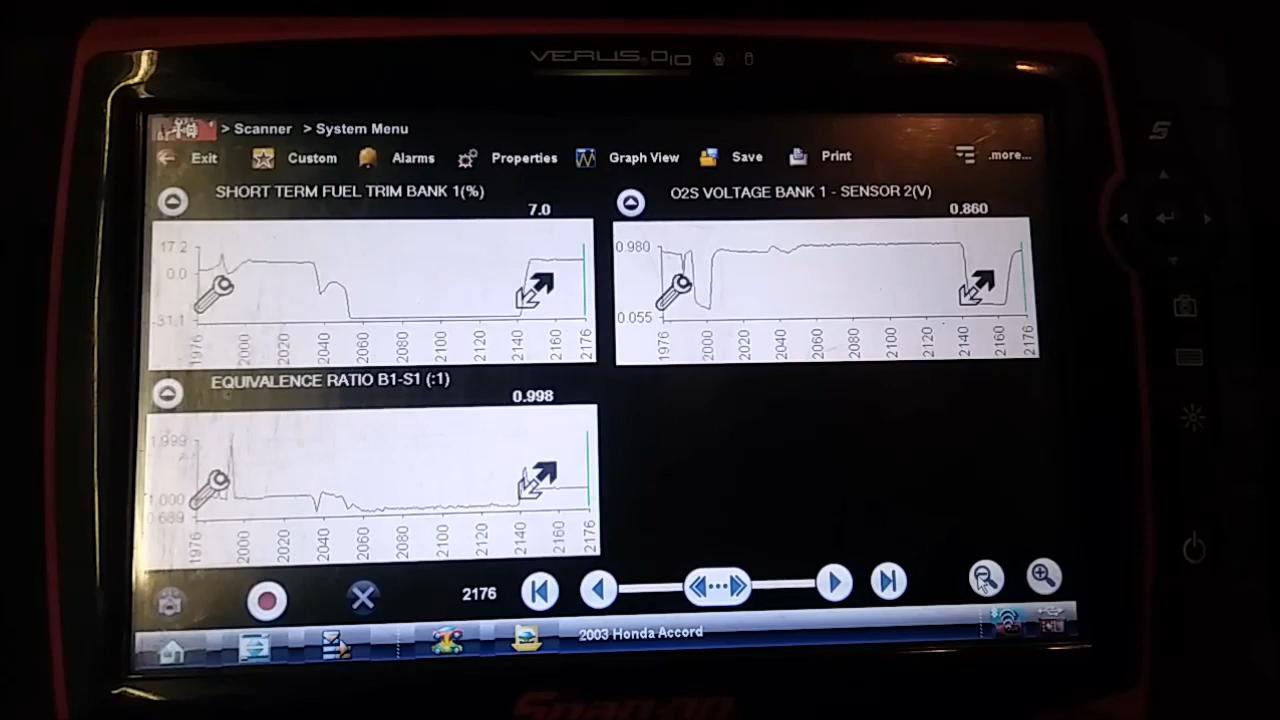 VERUS D10
> Scanner > System Menu
Exit Custom Alarms Properties Graph View Save Print .more...
SHORT TERM FUEL TRIM BANK 1(%)
7.0
17.2
0.0
-31.1
1976 2000 2020 2040 2060 2080 2100 2120 2140 2160 2176
O2S VOLTAGE BANK 1 - SENSOR 2(V)
0.860
0.980
0.055
1976 2000 2020 2040 2060 2080 2100 2120 2140 2160 2176
EQUIVALENCE RATIO B1-S1 (:1)
0.998
1.999
1.000
0.689
1976 2000 2020 2040 2060 2080 2100 2120 2140 2160 2176
2176
2003 Honda Accord
Snap-on